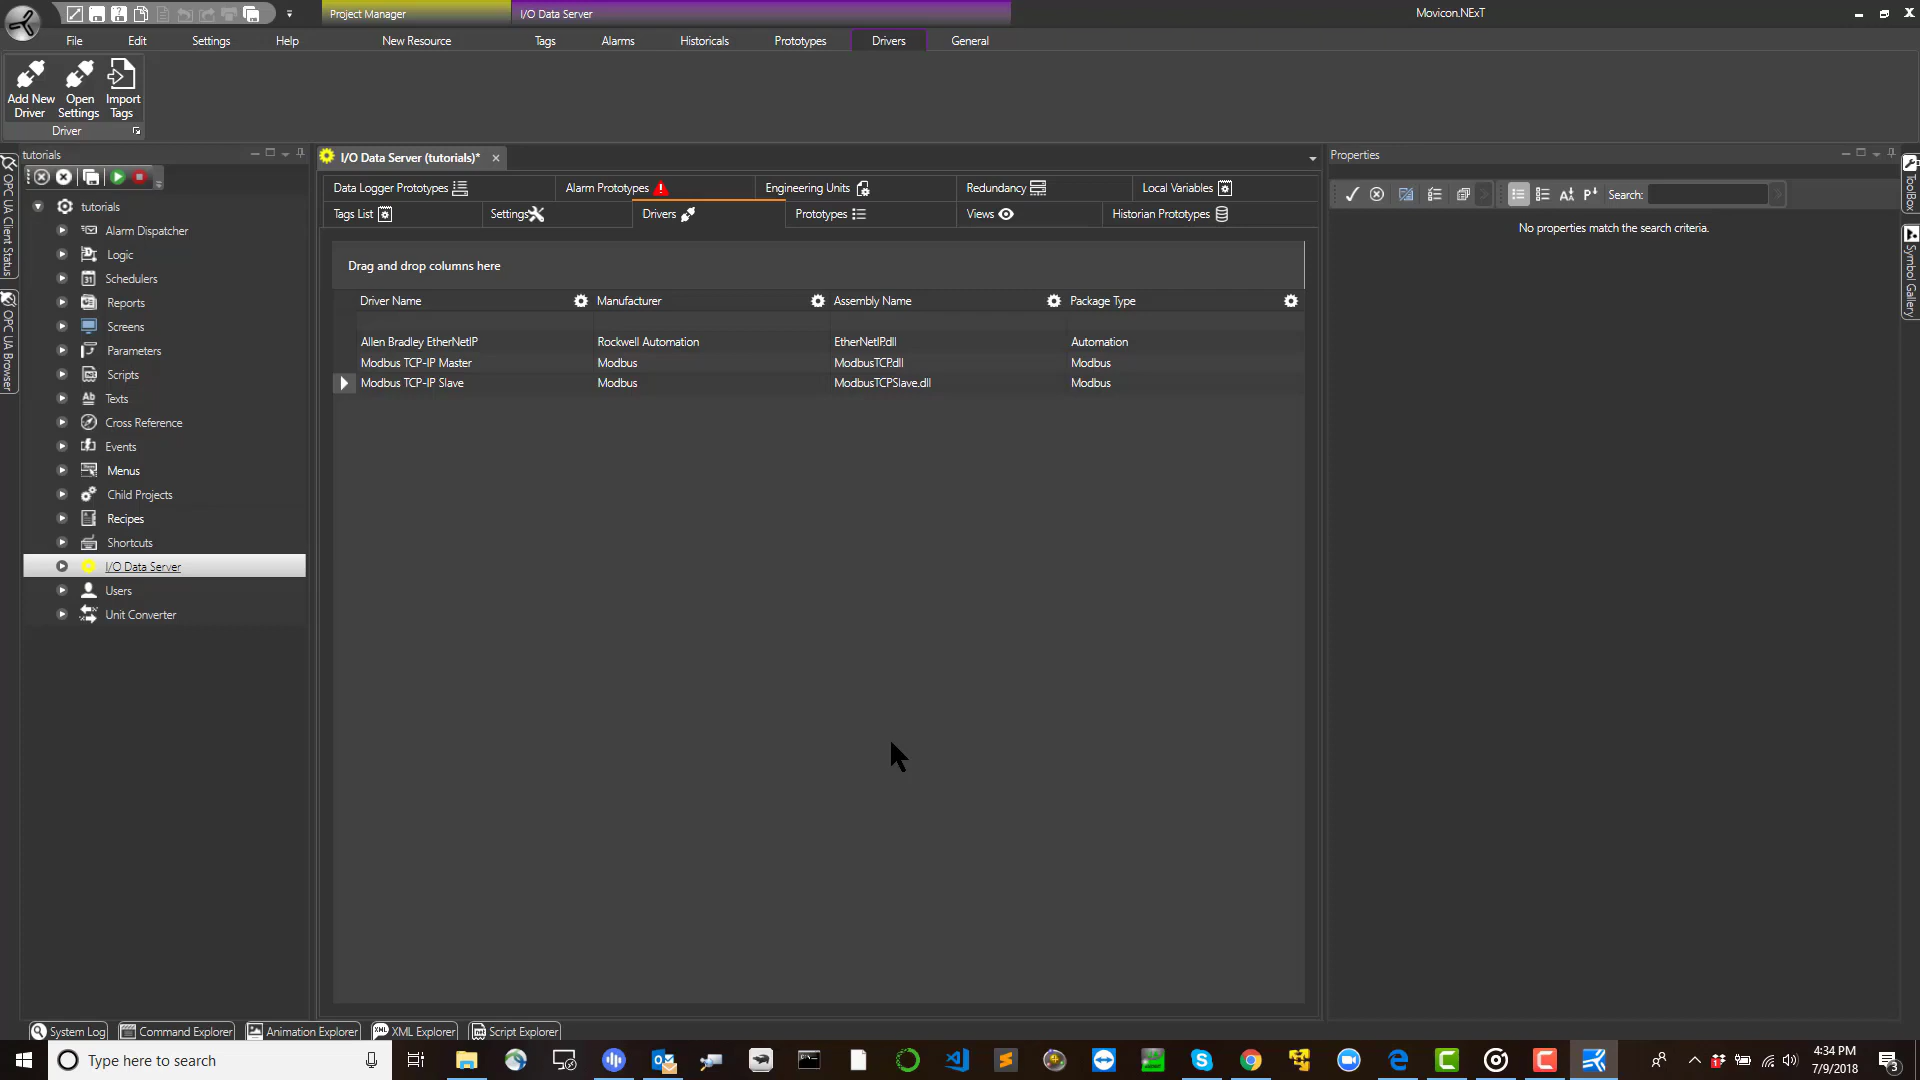 Project Manager
I/O Data Server
Movicon.NExT
File Edit Settings Help New Resource Tags Alarms Historicals Prototypes Drivers General
Add New Driver
Open Settings
Import Tags
Driver
tutorials
I/O Data Server (tutorials)*
Properties
Data Logger Prototypes
Alarm Prototypes
Engineering Units
Redundancy
Local Variables
Tags List
Settings
Drivers
Prototypes
Views
Historian Prototypes
Search:
No properties match the search criteria.
OPC UA Client Status
OPC UA Browser
ToolBox
Symbol Gallery
tutorials
Alarm Dispatcher
Logic
Schedulers
Reports
Screens
Parameters
Scripts
Texts
Cross Reference
Events
Menus
Child Projects
Recipes
Shortcuts
I/O Data Server
Users
Unit Converter
Drag and drop columns here
Driver Name Manufacturer Assembly Name Package Type
Allen Bradley EtherNetIP Rockwell Automation EtherNetIP.dll Automation
Modbus TCP-IP Master Modbus ModbusTCP.dll Modbus
Modbus TCP-IP Slave Modbus ModbusTCPSlave.dll Modbus
System Log
Command Explorer
Animation Explorer
XML Explorer
Script Explorer
Type here to search
4:34 PM
7/9/2018
3